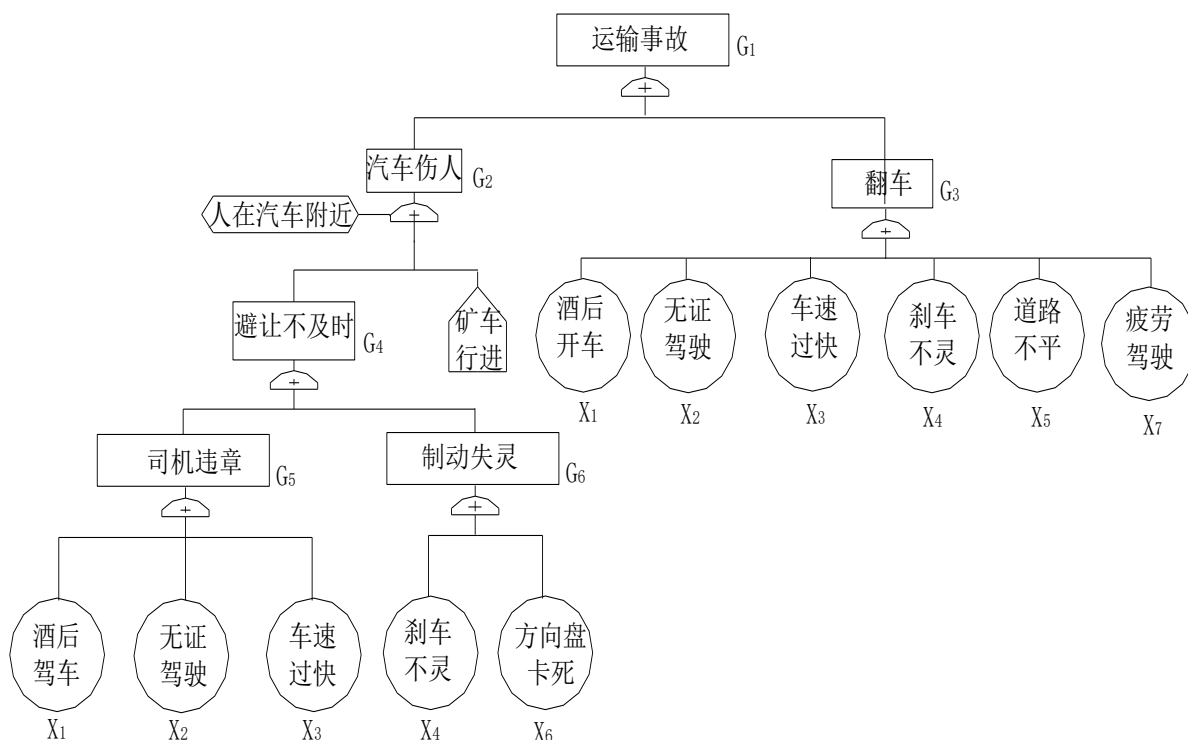 运输事故
G1
+
汽车伤人
G2
翻车
G3
人在汽车附近
+
+
避让不及时
G4
矿车
行进
酒后
开车
无证
驾驶
车速
过快
刹车
不灵
道路
不平
疲劳
驾驶
+
X1
X2
X3
X4
X5
X7
司机违章
G5
制动失灵
G6
+
+
酒后
驾车
无证
驾驶
车速
过快
刹车
不灵
方向盘
卡死
X1
X2
X3
X4
X6